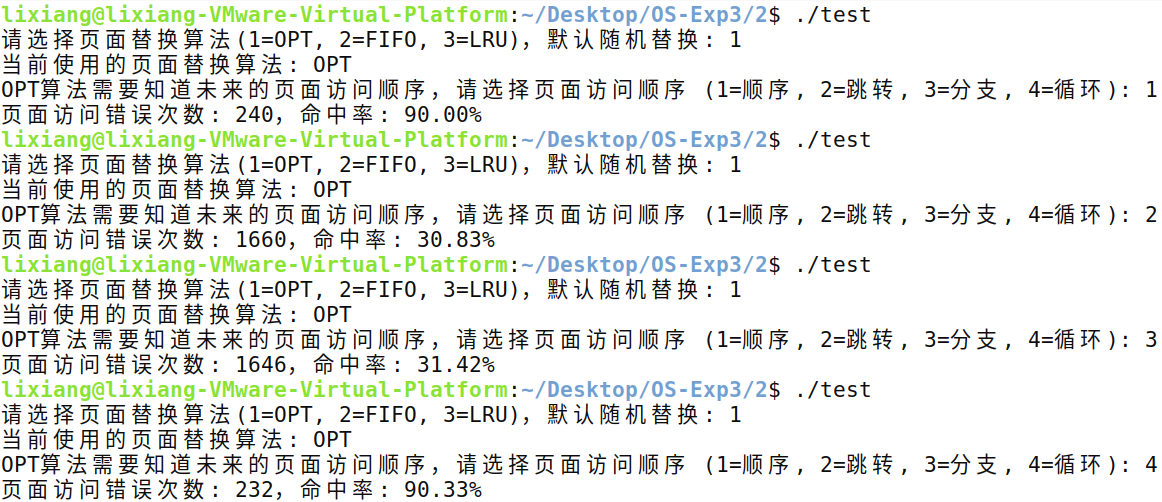 lixiang@lixiang-VMware-Virtual-Platform:~/Desktop/OS-Exp3/2$ ./test
请选择页面替换算法(1=OPT, 2=FIFO, 3=LRU)，默认随机替换: 1
当前使用的页面替换算法: OPT
OPT算法需要知道未来的页面访问顺序，请选择页面访问顺序 (1=顺序, 2=跳转, 3=分支, 4=循环): 1
页面访问错误次数: 240，命中率: 90.00%
lixiang@lixiang-VMware-Virtual-Platform:~/Desktop/OS-Exp3/2$ ./test
请选择页面替换算法(1=OPT, 2=FIFO, 3=LRU)，默认随机替换: 1
当前使用的页面替换算法: OPT
OPT算法需要知道未来的页面访问顺序，请选择页面访问顺序 (1=顺序, 2=跳转, 3=分支, 4=循环): 2
页面访问错误次数: 1660，命中率: 30.83%
lixiang@lixiang-VMware-Virtual-Platform:~/Desktop/OS-Exp3/2$ ./test
请选择页面替换算法(1=OPT, 2=FIFO, 3=LRU)，默认随机替换: 1
当前使用的页面替换算法: OPT
OPT算法需要知道未来的页面访问顺序，请选择页面访问顺序 (1=顺序, 2=跳转, 3=分支, 4=循环): 3
页面访问错误次数: 1646，命中率: 31.42%
lixiang@lixiang-VMware-Virtual-Platform:~/Desktop/OS-Exp3/2$ ./test
请选择页面替换算法(1=OPT, 2=FIFO, 3=LRU)，默认随机替换: 1
当前使用的页面替换算法: OPT
OPT算法需要知道未来的页面访问顺序，请选择页面访问顺序 (1=顺序, 2=跳转, 3=分支, 4=循环): 4
页面访问错误次数: 232，命中率: 90.33%